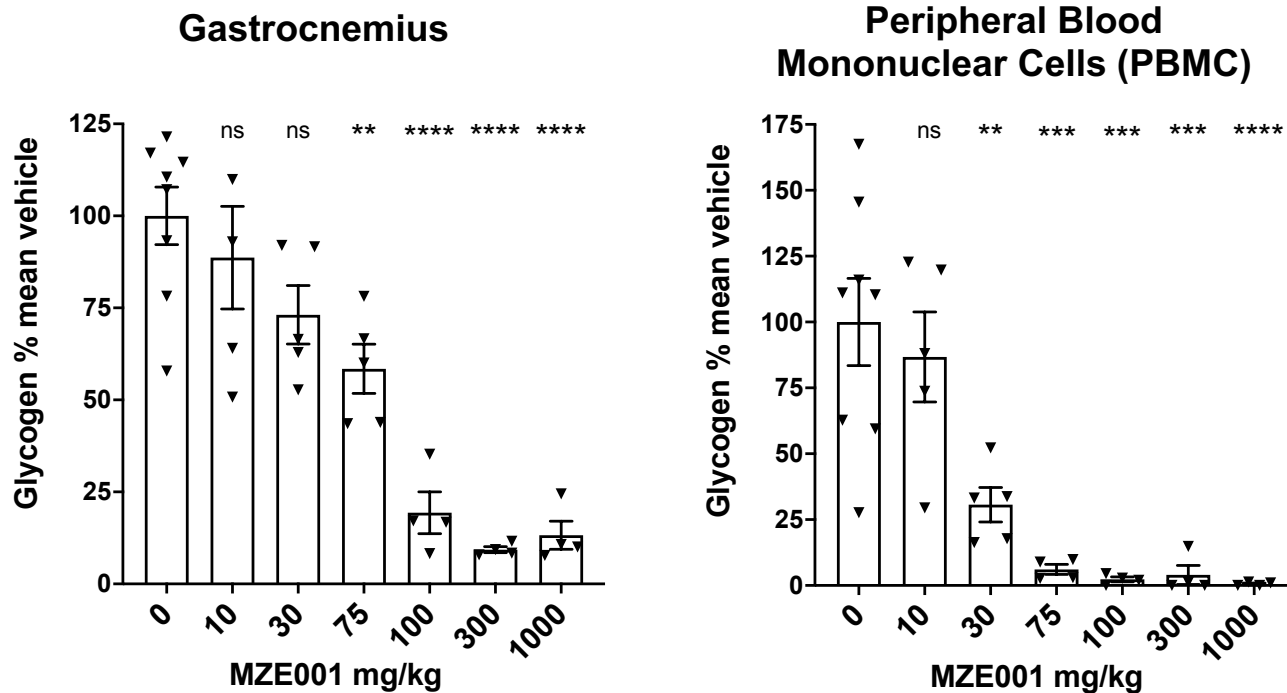 Gastrocnemius
Glycogen % mean vehicle
125
100
75
50
25
0
ns ns ** **** **** ****
0 10 30 75 100 300 1000
MZE001 mg/kg
Peripheral Blood
Mononuclear Cells (PBMC)
Glycogen % mean vehicle
175
150
125
100
75
50
25
0
ns ** *** *** *** ****
0 10 30 75 100 300 1000
MZE001 mg/kg